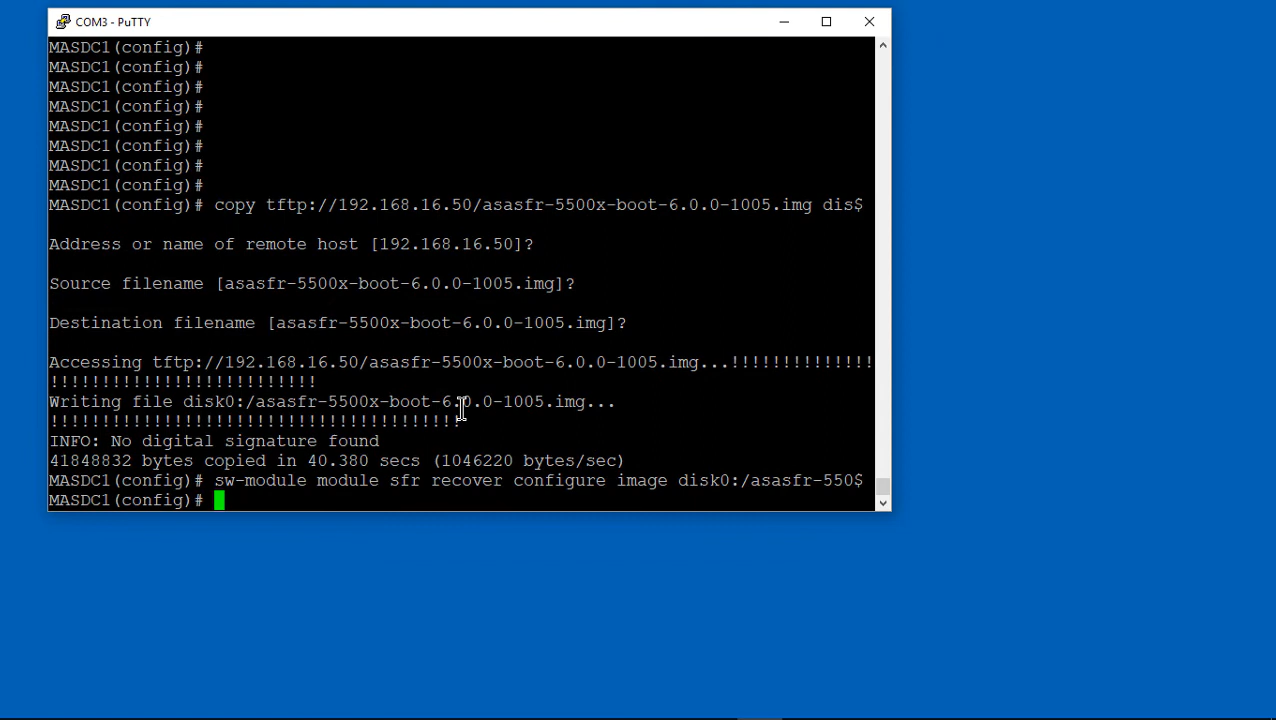 COM3 - PuTTY
MASDC1(config)#
MASDC1(config)#
MASDC1(config)#
MASDC1(config)#
MASDC1(config)#
MASDC1(config)#
MASDC1(config)#
MASDC1(config)#
MASDC1(config)# copy tftp://192.168.16.50/asasfr-5500x-boot-6.0.0-1005.img dis$
Address or name of remote host [192.168.16.50]?
Source filename [asasfr-5500x-boot-6.0.0-1005.img]?
Destination filename [asasfr-5500x-boot-6.0.0-1005.img]?
Accessing tftp://192.168.16.50/asasfr-5500x-boot-6.0.0-1005.img...!!!!!!!!!!!!!!
!!!!!!!!!!!!!!!!!!!!!!!!!!
Writing file disk0:/asasfr-5500x-boot-6.0.0-1005.img...
!!!!!!!!!!!!!!!!!!!!!!!!!!!!!!!!!!!!!!!!
INFO: No digital signature found
41848832 bytes copied in 40.380 secs (1046220 bytes/sec)
MASDC1(config)# sw-module module sfr recover configure image disk0:/asasfr-550$
MASDC1(config)#